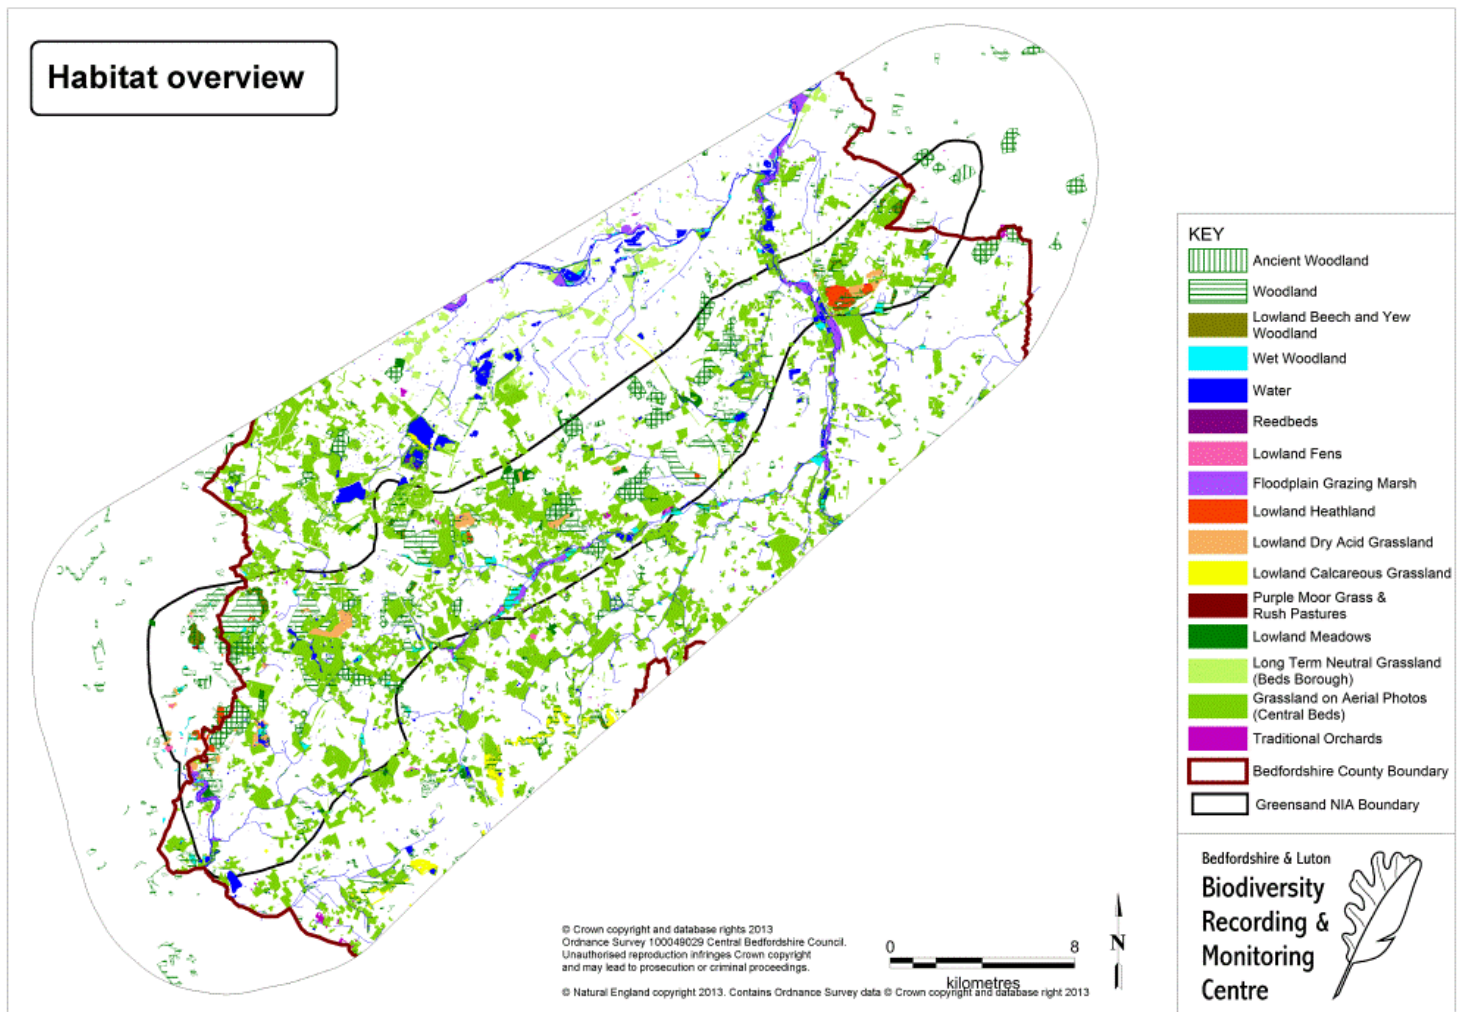 Habitat overview
KEY
Ancient Woodland
Woodland
Lowland Beech and Yew
Woodland
Wet Woodland
Water
Reedbeds
Lowland Fens
Floodplain Grazing Marsh
Lowland Heathland
Lowland Dry Acid Grassland
Lowland Calcareous Grassland
Purple Moor Grass &
Rush Pastures
Lowland Meadows
Long Term Neutral Grassland
(Beds Borough)
Grassland on Aerial Photos
(Central Beds)
Traditional Orchards
Bedfordshire County Boundary
Greensand NIA Boundary
Bedfordshire & Luton
Biodiversity
Recording &
Monitoring
Centre
© Crown copyright and database rights 2013
Ordnance Survey 100049029 Central Bedfordshire Council.
Unauthorised reproduction infringes Crown copyright
and may lead to prosecution or criminal proceedings.
© Natural England copyright 2013. Contains Ordnance Survey data © Crown copyright and database right 2013
0 8
kilometres
N